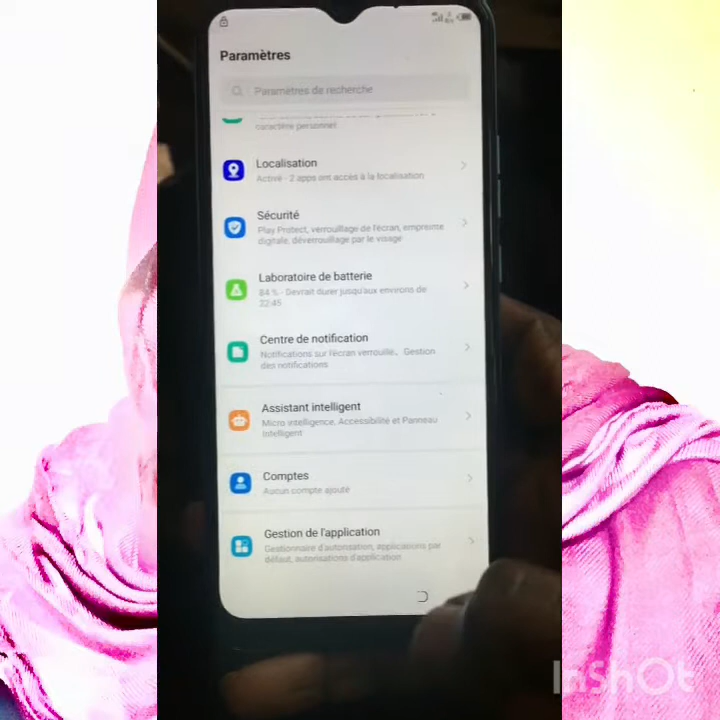 Paramètres
Paramètres de recherche
caractère personnel
Localisation
Activé - 2 apps ont accès à la localisation
Sécurité
Play Protect, verrouillage de l'écran, empreinte
digitale, déverrouillage par le visage
Laboratoire de batterie
84 % - Devrait durer jusqu'aux environs de
22:45
Centre de notification
Notifications sur l'écran verrouillé、Gestion
des notifications
Assistant intelligent
Micro intelligence, Accessibilité et Panneau
Intelligent
Comptes
Aucun compte ajouté
Gestion de l'application
Gestionnaire d'autorisation, applications par
défaut, autorisations d'application
InShOt